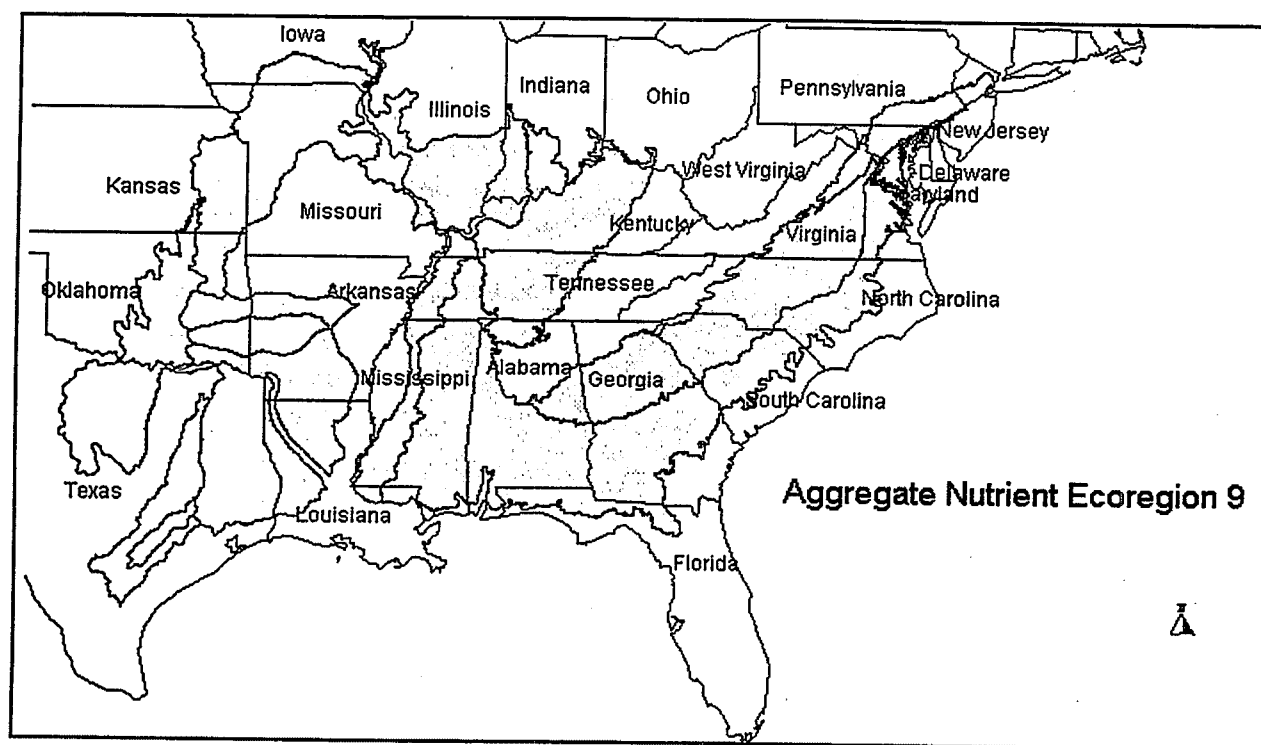 Iowa
Indiana
Ohio
Pennsylvania
Illinois
New Jersey
West Virginia
Delaware
Maryland
Kansas
Missouri
Kentucky
Virginia
Oklahoma
Arkansas
Tennessee
North Carolina
Mississippi
Alabama
Georgia
South Carolina
Texas
Aggregate Nutrient Ecoregion 9
Louisiana
Florida